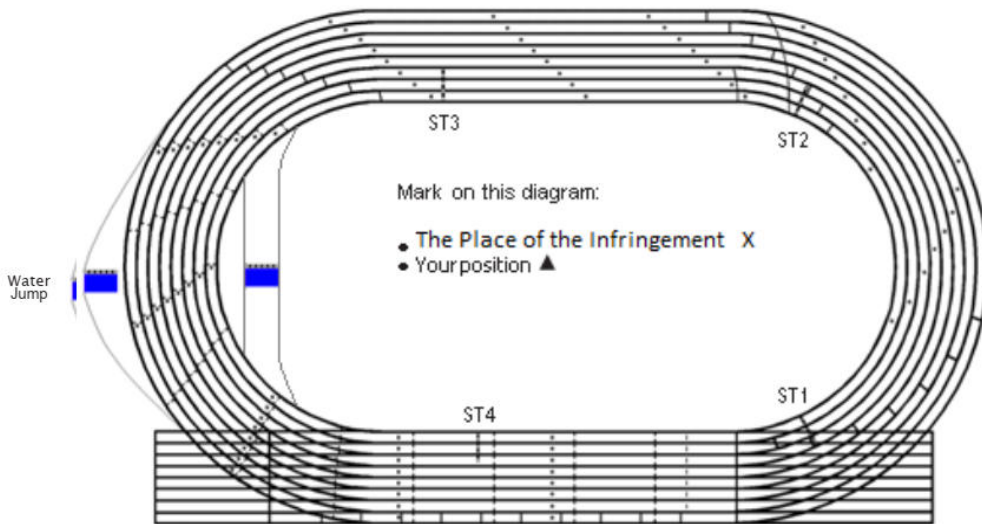 ST3
ST2
Mark on this diagram:
• The Place of the Infringement X
• Yourposition ▲
Water
Jump
ST1
ST4